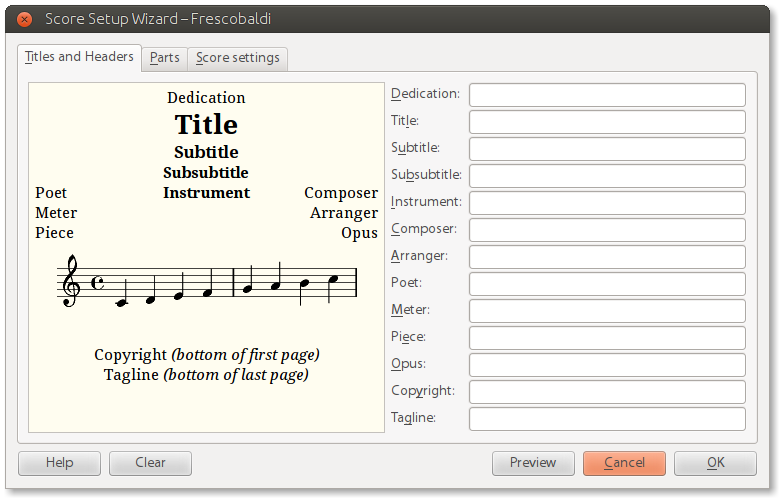 Score Setup Wizard – Frescobaldi
Titles and Headers Parts Score settings
Dedication
Title
Subtitle
Subsubtitle
Poet Instrument Composer
Meter Arranger
Piece Opus
Copyright (bottom of first page)
Tagline (bottom of last page)
Dedication:
Title:
Subtitle:
Subsubtitle:
Instrument:
Composer:
Arranger:
Poet:
Meter:
Piece:
Opus:
Copyright:
Tagline:
Help Clear Preview Cancel OK